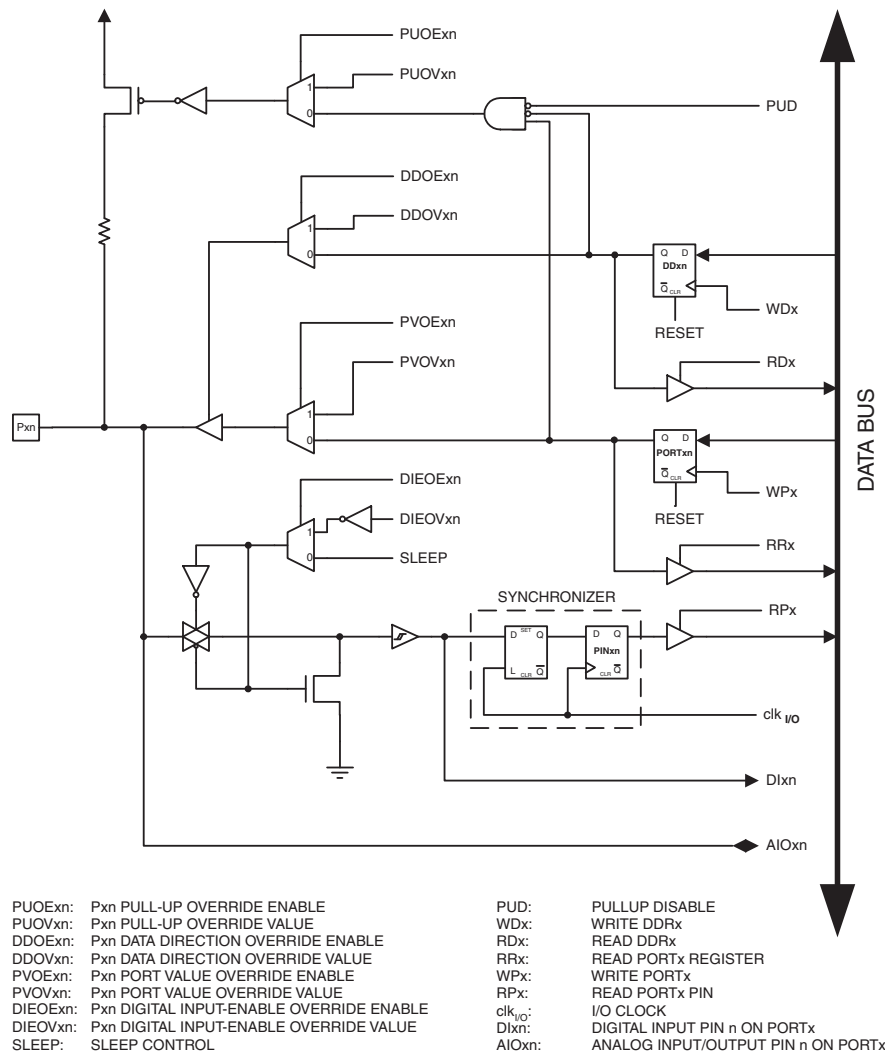 PUOExn
PUOVxn
1
0
PUD
DDOExn
DDOVxn
1
0
Q D
DDxn
Q CLR
WDx
RESET
PVOExn
RDx
PVOVxn
1
0
Pxn
Q D
PORTxn
Q CLR
DATA BUS
DIEOExn
WPx
RESET
DIEOVxn
1
0
SLEEP
RRx
SYNCHRONIZER
RPx
D SET Q
L CLR Q
D Q
PINxn
CLR Q
clk I/O
DIxn
AIOxn
PUOExn: Pxn PULL-UP OVERRIDE ENABLE
PUOVxn: Pxn PULL-UP OVERRIDE VALUE
DDOExn: Pxn DATA DIRECTION OVERRIDE ENABLE
DDOVxn: Pxn DATA DIRECTION OVERRIDE VALUE
PVOExn: Pxn PORT VALUE OVERRIDE ENABLE
PVOVxn: Pxn PORT VALUE OVERRIDE VALUE
DIEOExn: Pxn DIGITAL INPUT-ENABLE OVERRIDE ENABLE
DIEOVxn: Pxn DIGITAL INPUT-ENABLE OVERRIDE VALUE
SLEEP: SLEEP CONTROL
PUD: PULLUP DISABLE
WDx: WRITE DDRx
RDx: READ DDRx
RRx: READ PORTx REGISTER
WPx: WRITE PORTx
RPx: READ PORTx PIN
clkI/O: I/O CLOCK
DIxn: DIGITAL INPUT PIN n ON PORTx
AIOxn: ANALOG INPUT/OUTPUT PIN n ON PORTx